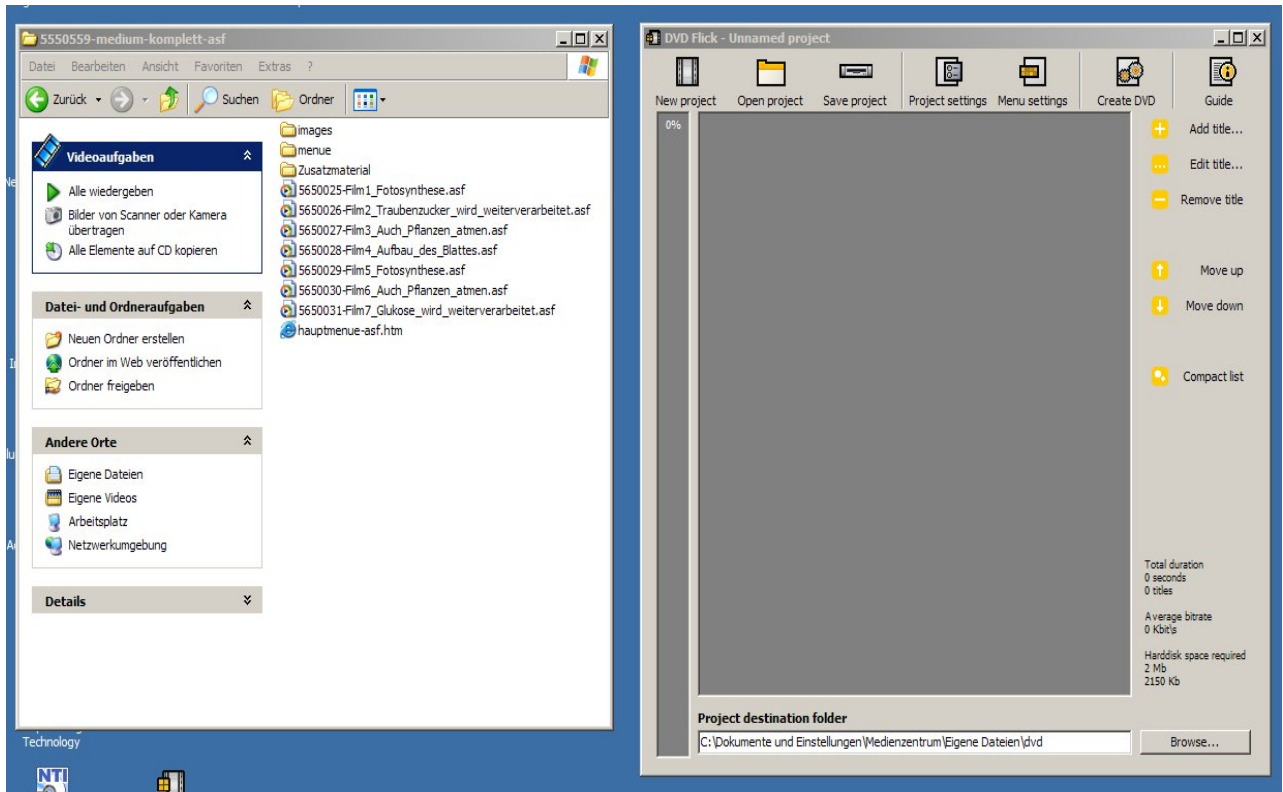 5550559-medium-komplett-asf
Datei Bearbeiten Ansicht Favoriten Extras ?
Zurück Suchen Ordner
Videoaufgaben
Alle wiedergeben
Bilder von Scanner oder Kamera
übertragen
Alle Elemente auf CD kopieren
Datei- und Ordneraufgaben
Neuen Ordner erstellen
Ordner im Web veröffentlichen
Ordner freigeben
Andere Orte
Eigene Dateien
Eigene Videos
Arbeitsplatz
Netzwerkumgebung
Details
images
menue
Zusatzmaterial
5650025-Film1_Fotosynthese.asf
5650026-Film2_Traubenzucker_wird_weiterverarbeitet.asf
5650027-Film3_Auch_Pflanzen_atmen.asf
5650028-Film4_Aufbau_des_Blattes.asf
5650029-Film5_Fotosynthese.asf
5650030-Film6_Auch_Pflanzen_atmen.asf
5650031-Film7_Glukose_wird_weiterverarbeitet.asf
hauptmenue-asf.htm
Technology
NTI
DVD Flick - Unnamed project
New project Open project Save project Project settings Menu settings Create DVD Guide
0%
Add title...
Edit title...
Remove title
Move up
Move down
Compact list
Total duration
0 seconds
0 titles
Average bitrate
0 Kbit\s
Harddisk space required
2 Mb
2150 Kb
Project destination folder
C:\Dokumente und Einstellungen\Medienzentrum\Eigene Dateien\dvd
Browse...